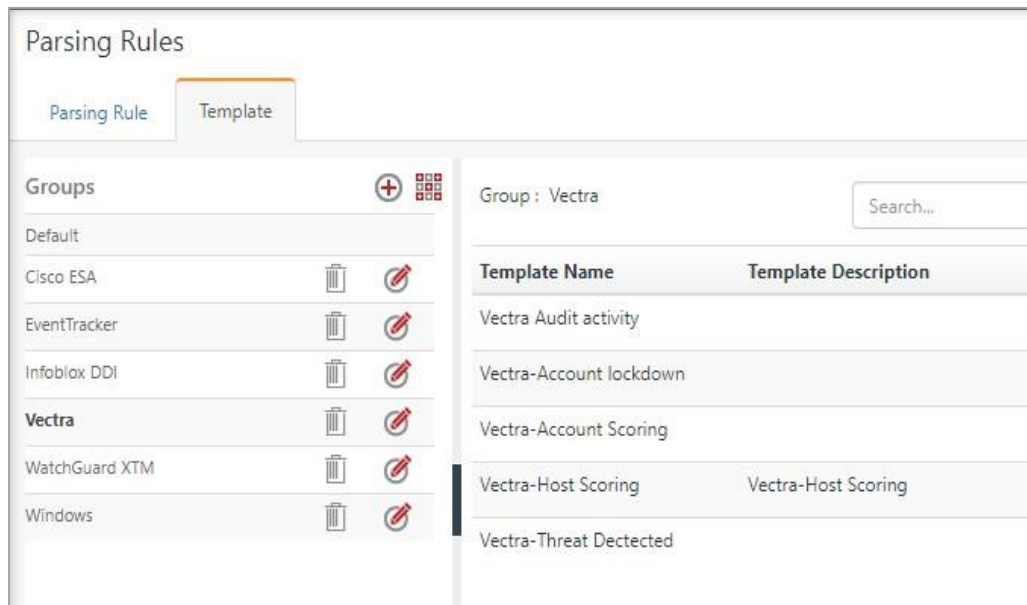 Parsing Rules
Parsing Rule
Template
Groups
Default
Cisco ESA
EventTracker
Infoblox DDI
Vectra
WatchGuard XTM
Windows
Group : Vectra
Search...
Template Name Template Description
Vectra Audit activity
Vectra-Account lockdown
Vectra-Account Scoring
Vectra-Host Scoring Vectra-Host Scoring
Vectra-Threat Dectected